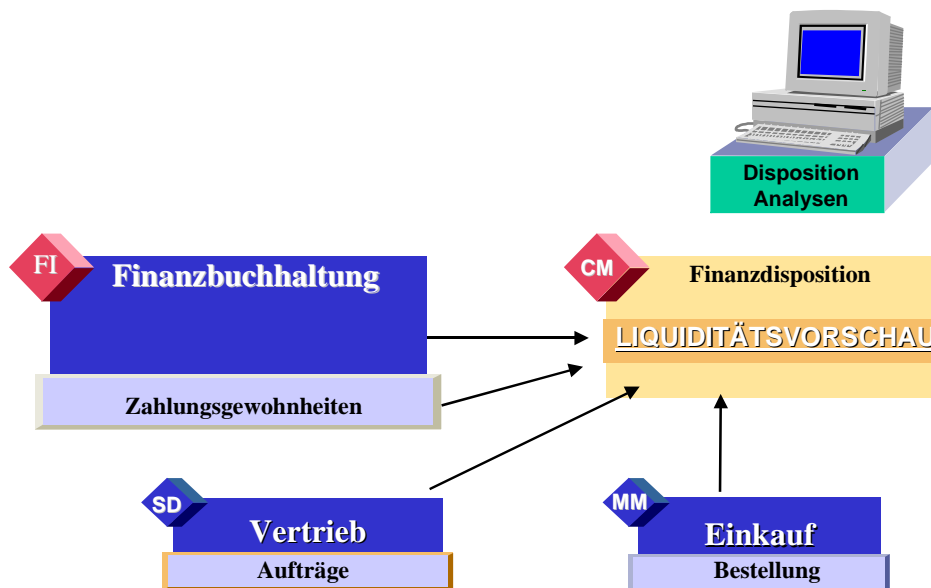 Disposition
Analysen
FI
Finanzbuchhaltung
CM
Finanzdisposition
LIQUIDITÄTSVORSCHAU
Zahlungsgewohnheiten
SD
Vertrieb
Aufträge
MM
Einkauf
Bestellung